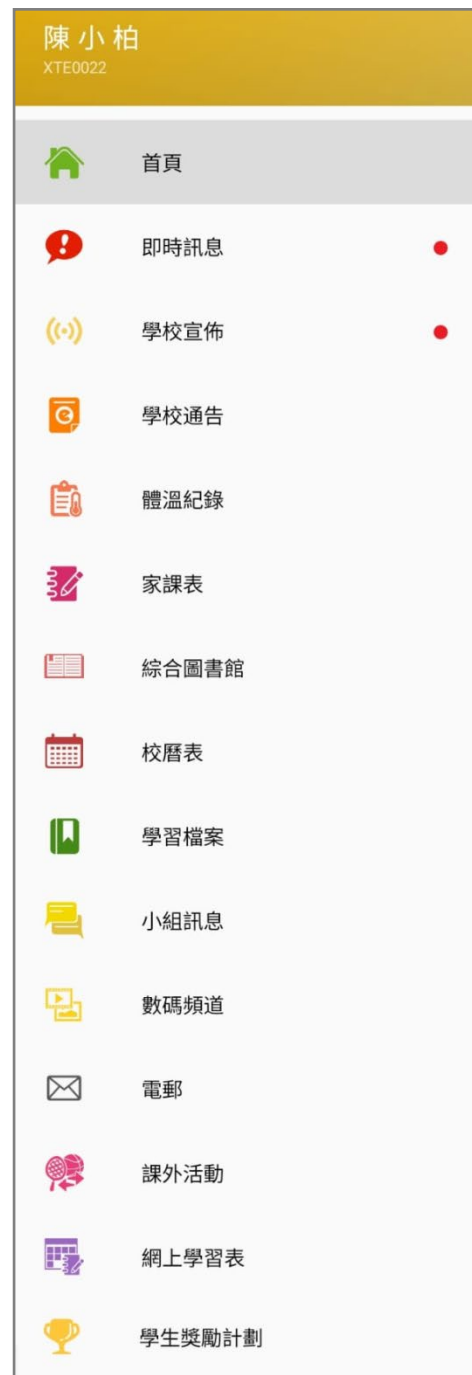 陳小柏
XTE0022
首頁
即時訊息
學校宣佈
學校通告
體溫紀錄
家課表
綜合圖書館
校曆表
學習檔案
小組訊息
數碼頻道
電郵
課外活動
網上學習表
學生獎勵計劃